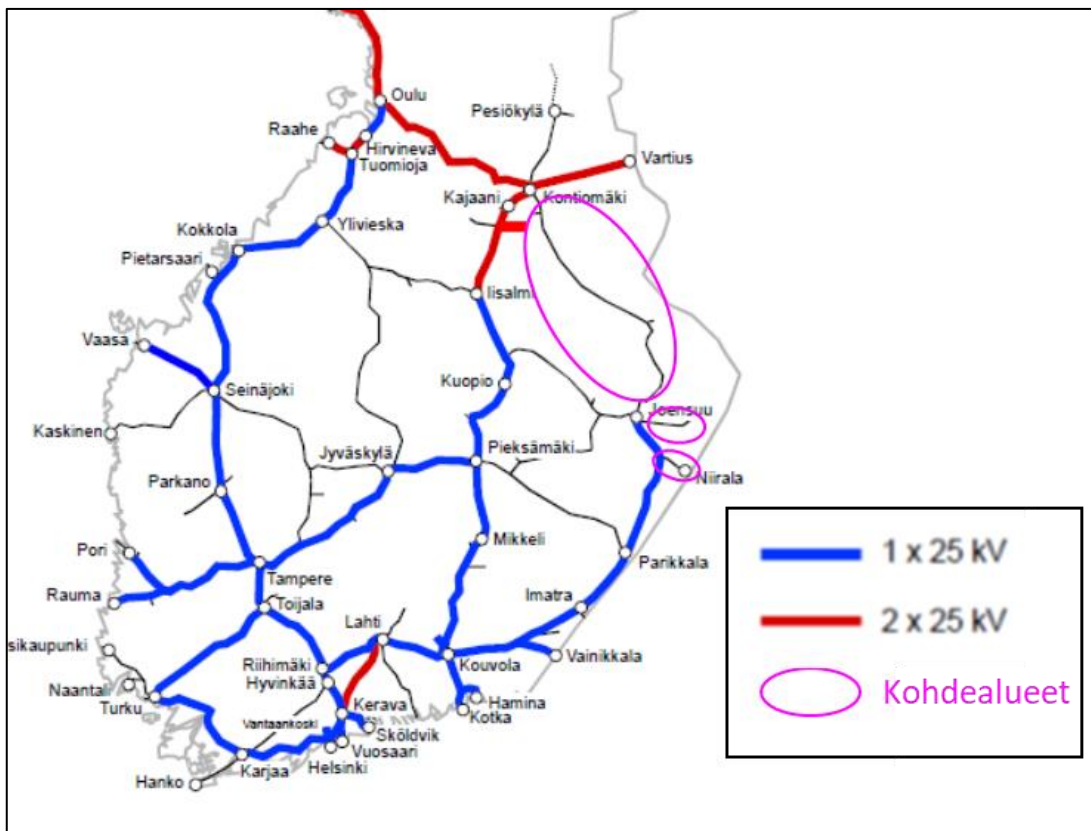 Oulu
Pesiökylä
Raahe
Hirvineva
Tuomioja
Vartius
Kajaani
Kontiomäki
Ylivieska
Kokkola
Pietarsaari
Iisalmi
Vaasa
Kuopio
Seinäjoki
Joensuu
Kaskinen
Jyväskylä
Pieksämäki
Niirala
Parkano
Mikkeli
Pori
Parikkala
Tampere
Rauma
Imatra
Toijala
Lahti
sikaupunki
Kouvola
Vainikkala
Riihimäki
Hyvinkää
Naantali
Turku
Hamina
Kotka
Kerava
Vantaankoski
Sköldvik
Vuosaari
Helsinki
Karjaa
Hanko
1 x 25 kV
2 x 25 kV
Kohdealueet